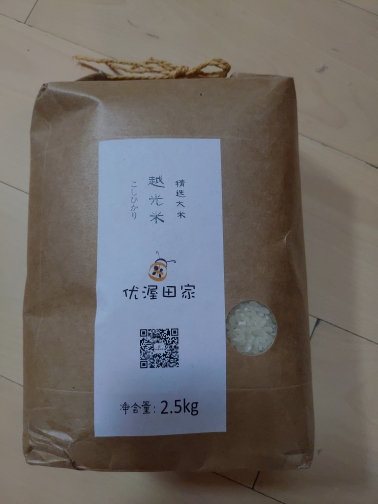 精选大米
越光米
こしひかり
优渥田家
净含量: 2.5kg